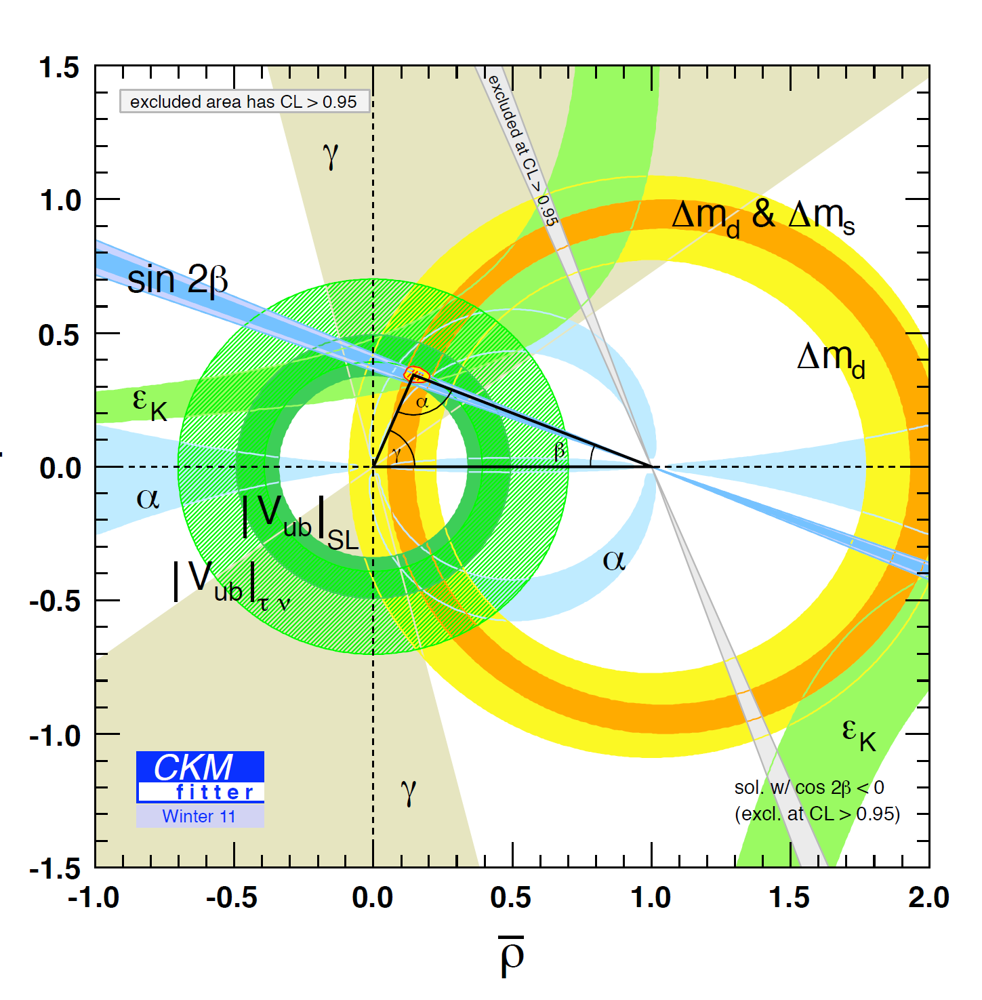 1.5
1.0
0.5
0.0
-0.5
-1.0
-1.5
excluded area has CL > 0.95
γ
excluded at CL > 0.95
Δm_d & Δm_s
sin 2β
Δm_d
ε_K
α
γ
β
α
|V_ub|_SL
α
|V_ub|_τ ν
ε_K
CKM
fitter
Winter 11
γ
sol. w/ cos 2β < 0
(excl. at CL > 0.95)
-1.0 -0.5 0.0 0.5 1.0 1.5 2.0
ρ̅